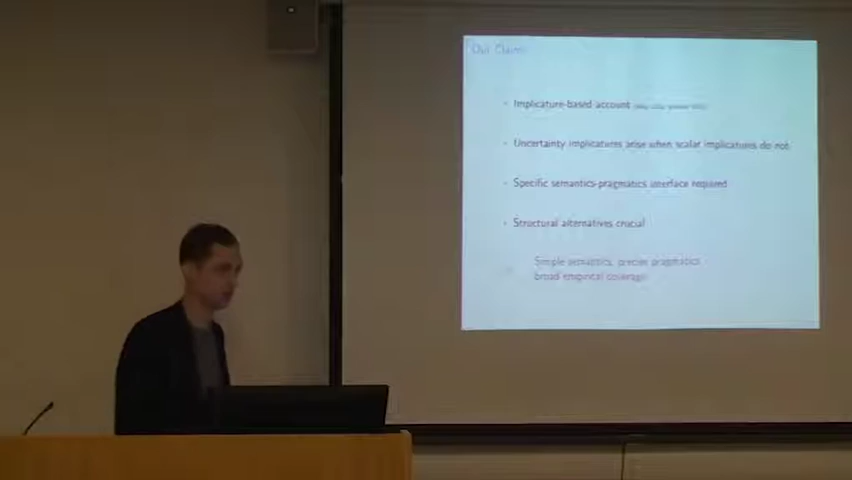 Our Claim
Implicature-based account
Uncertainty implicatures arise when scalar implicatures do not
Specific semantics-pragmatics interface required
Structural alternatives crucial
Simple semantics, precise pragmatics
broad empirical coverage